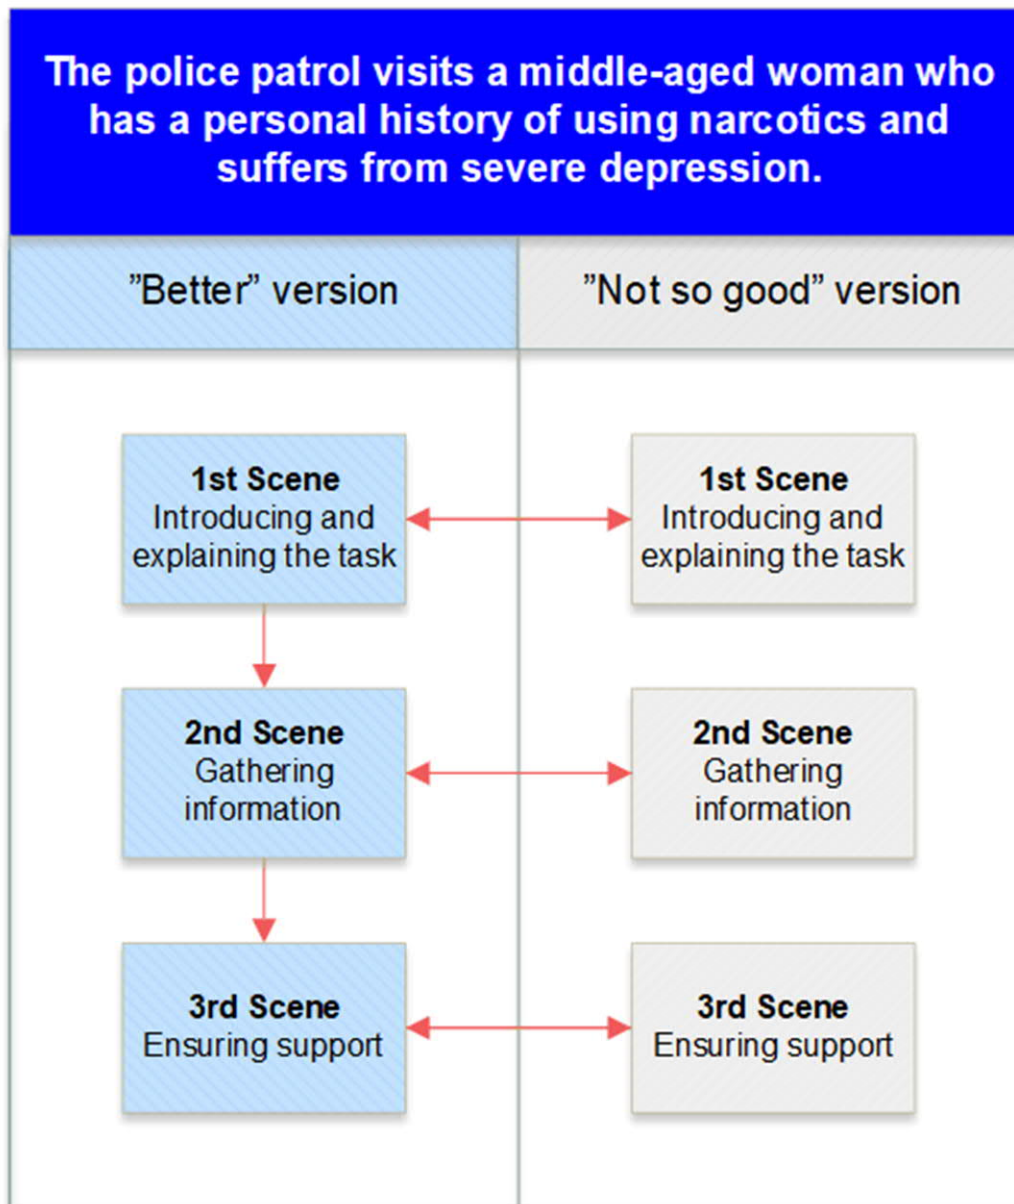 The police patrol visits a middle-aged woman who
has a personal history of using narcotics and
suffers from severe depression.
”Better” version
”Not so good” version
1st Scene
Introducing and
explaining the task
1st Scene
Introducing and
explaining the task
2nd Scene
Gathering
information
2nd Scene
Gathering
information
3rd Scene
Ensuring support
3rd Scene
Ensuring support